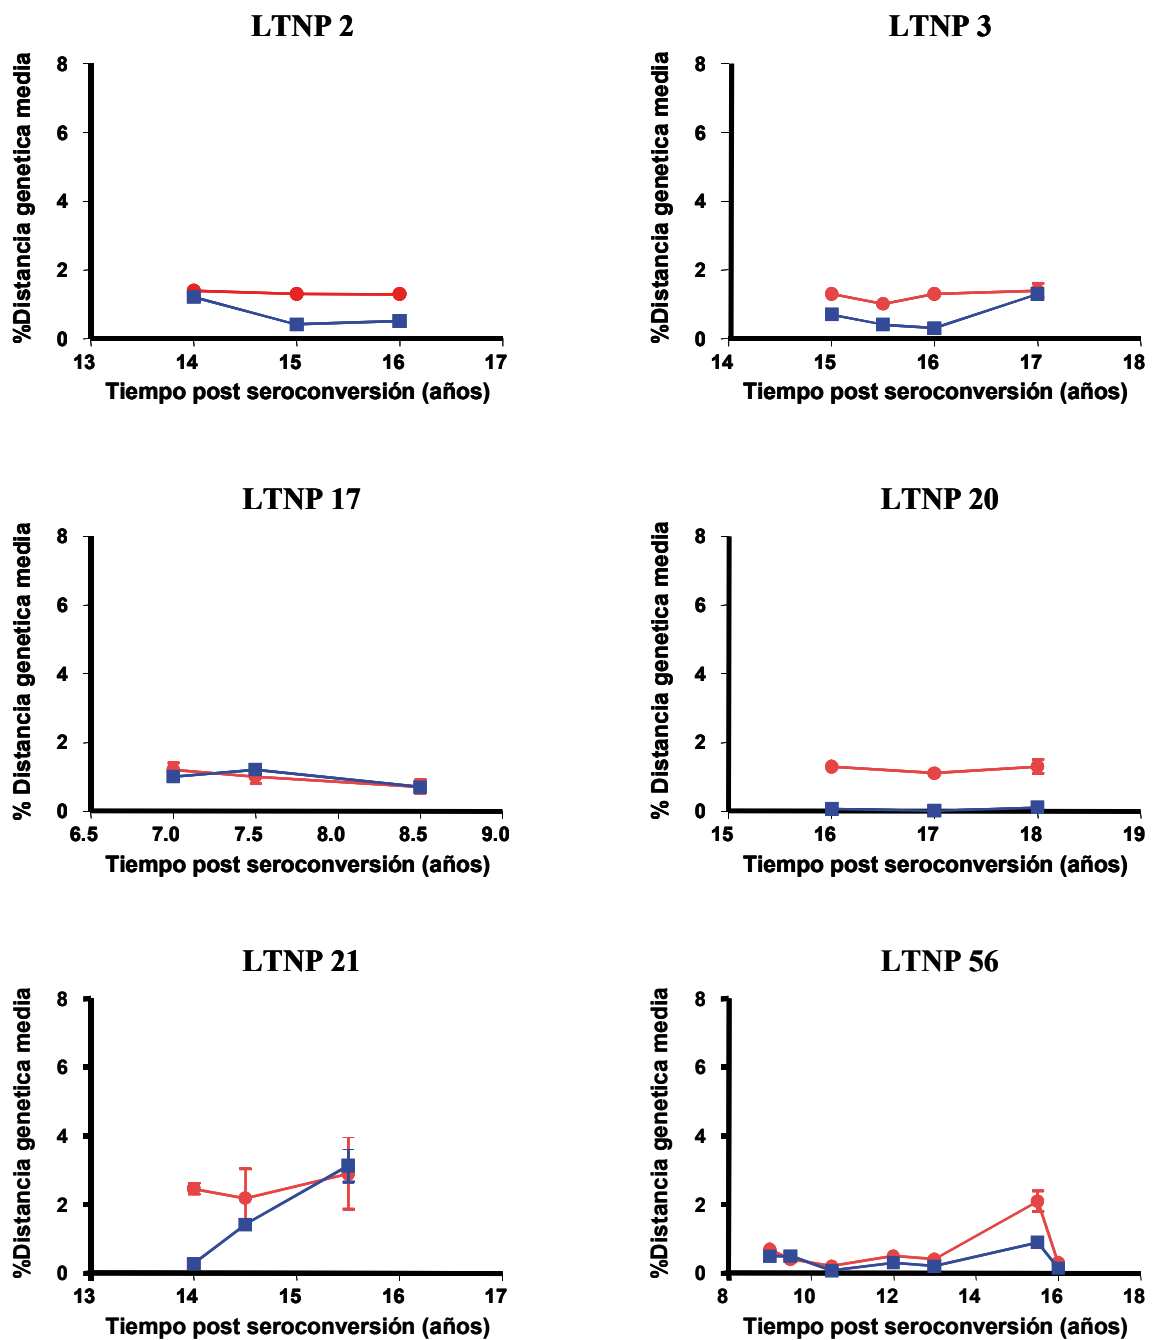 LTNP 2
%Distancia genetica media
8
6
4
2
0
13 14 15 16 17
Tiempo post seroconversión (años)
LTNP 3
%Distancia genetica media
8
6
4
2
0
14 15 16 17 18
Tiempo post seroconversión (años)
LTNP 17
% Distancia genetica media
8
6
4
2
0
6.5 7.0 7.5 8.0 8.5 9.0
Tiempo post seroconversión (años)
LTNP 20
% Distancia genetica media
8
6
4
2
0
15 16 17 18 19
Tiempo post seroconversión (años)
LTNP 21
%Distancia genetica media
8
6
4
2
0
13 14 15 16 17
Tiempo post seroconversión (años)
LTNP 56
%Distancia genetica media
8
6
4
2
0
8 10 12 14 16 18
Tiempo post seroconversión (años)